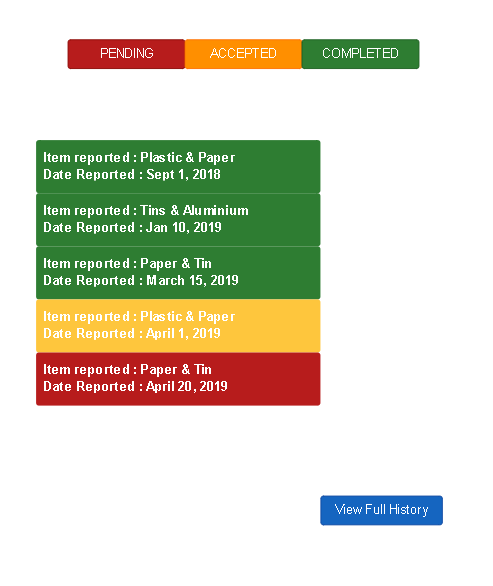 PENDING ACCEPTED COMPLETED
Item reported : Plastic & Paper
Date Reported : Sept 1, 2018
Item reported : Tins & Aluminium
Date Reported : Jan 10, 2019
Item reported : Paper & Tin
Date Reported : March 15, 2019
Item reported : Plastic & Paper
Date Reported : April 1, 2019
Item reported : Paper & Tin
Date Reported : April 20, 2019
View Full History